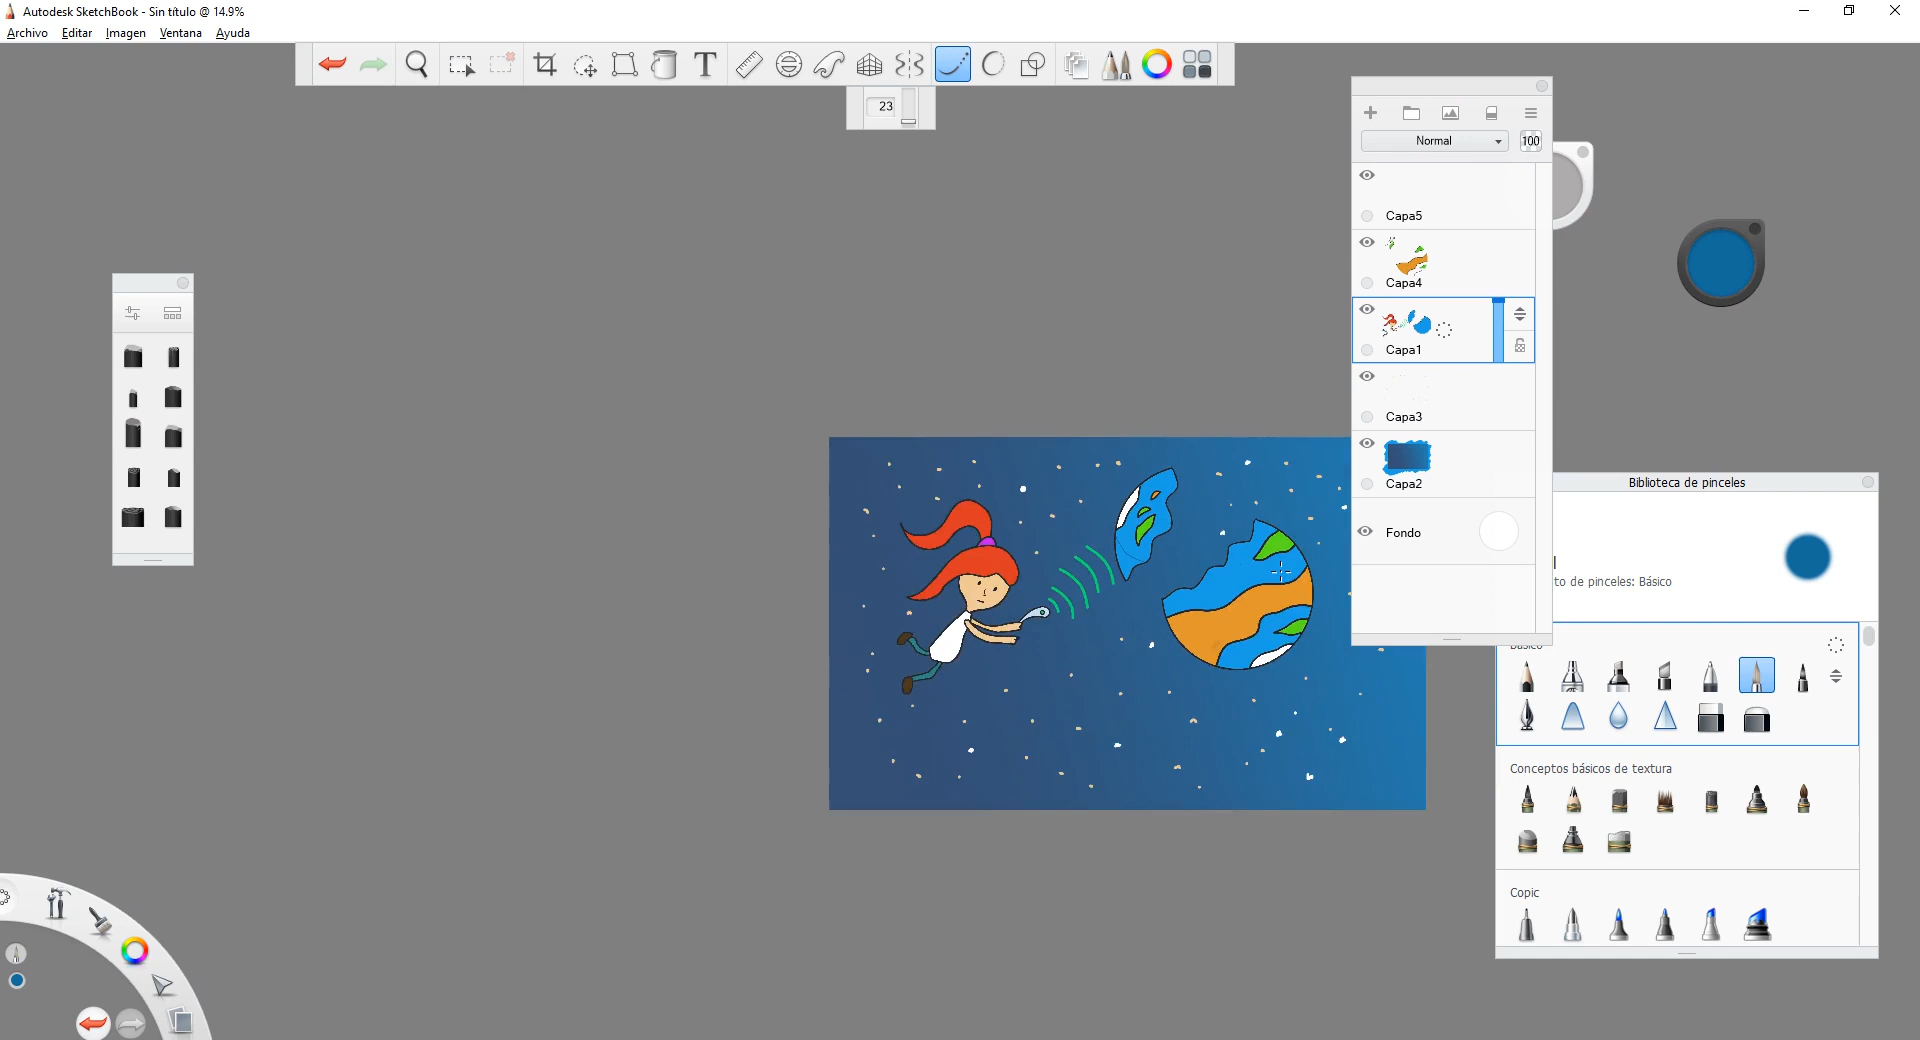 Autodesk SketchBook - Sin título @ 14.9%
Archivo Editar Imagen Ventana Ayuda
T
23
Normal 100
Capa5
Capa4
Capa1
Capa3
Capa2
Fondo
Biblioteca de pinceles
to de pinceles: Básico
Básico
Conceptos básicos de textura
Copic